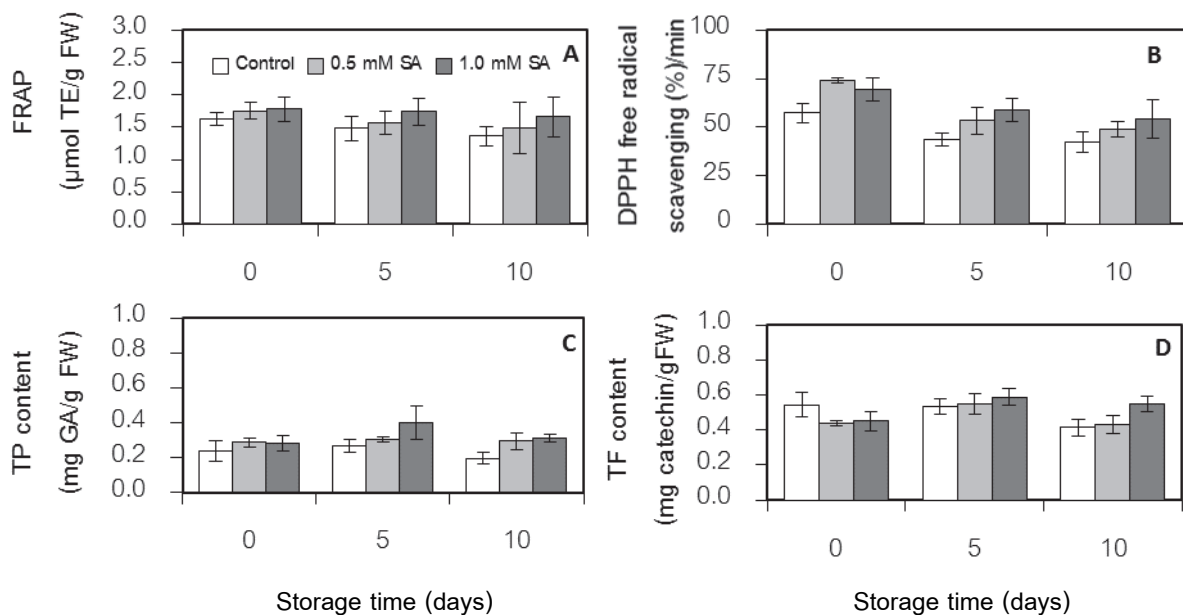 FRAP
(µmol TE/g FW)
3.0
2.5
2.0
1.5
1.0
0.5
0.0
Control 0.5 mM SA 1.0 mM SA
A
0 5 10
DPPH free radical
scavenging (%)/min
100
75
50
25
0
B
0 5 10
TP content
(mg GA/g FW)
1.0
0.8
0.6
0.4
0.2
0.0
C
0 5 10
Storage time (days)
TF content
(mg catechin/gFW)
1.0
0.8
0.6
0.4
0.2
0.0
D
0 5 10
Storage time (days)